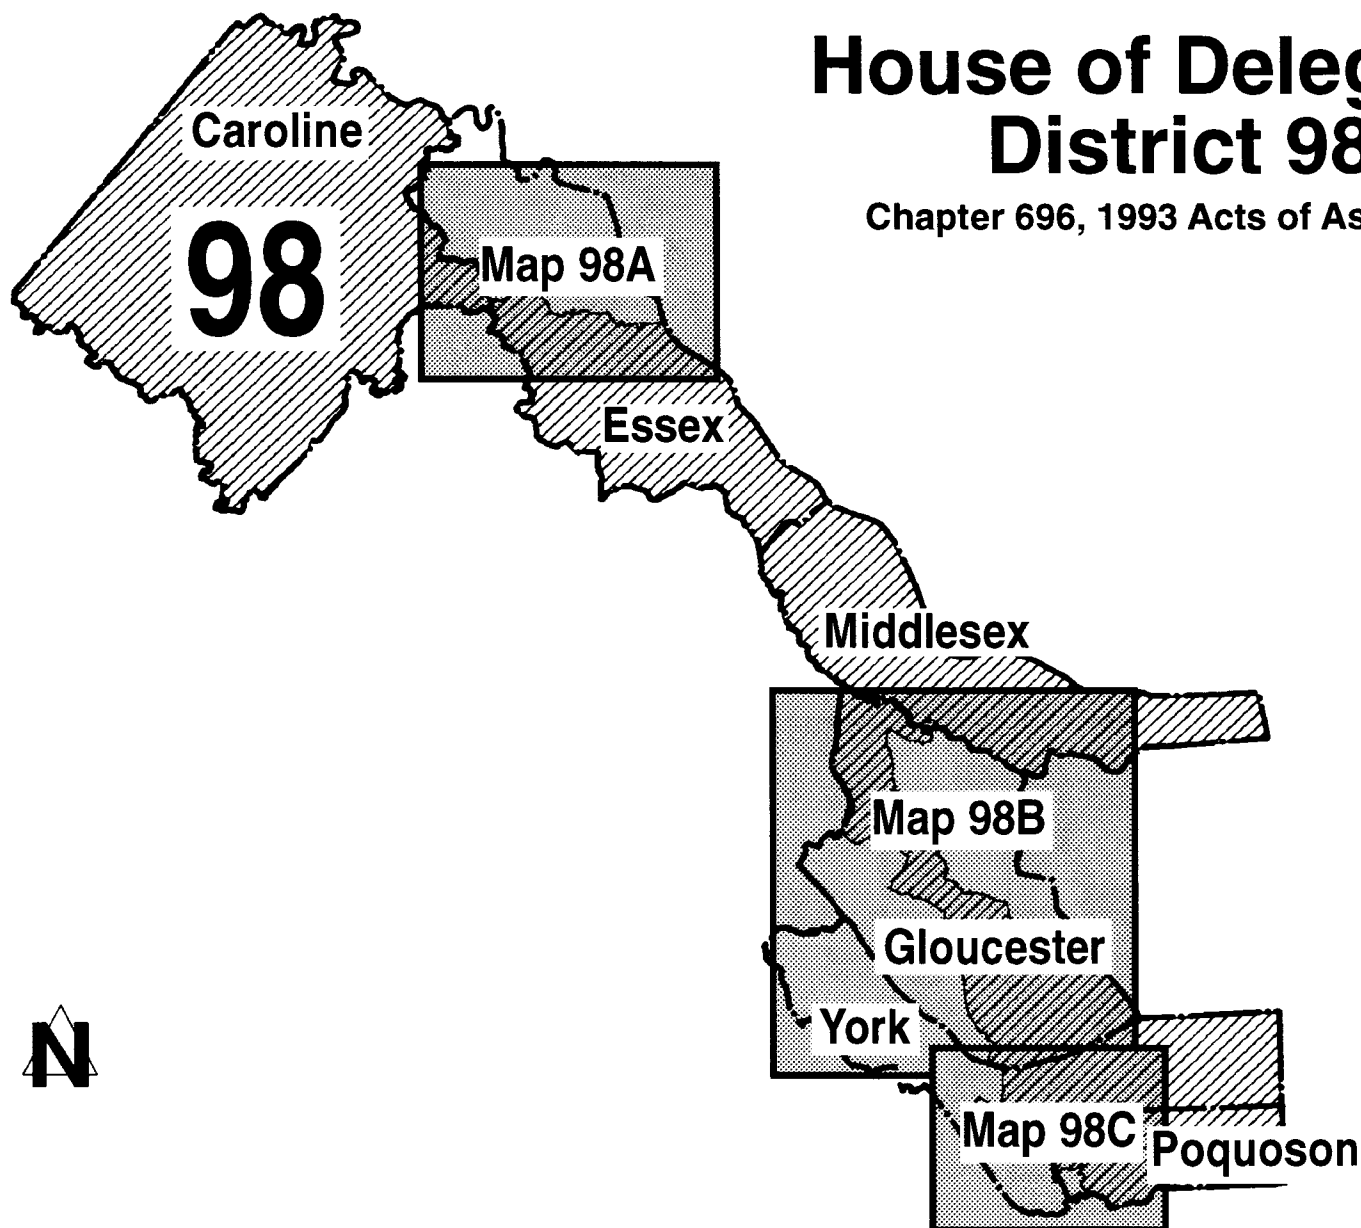 House of Deleg
District 98
Chapter 696, 1993 Acts of As
Caroline
98
Map 98A
Essex
Middlesex
Map 98B
Gloucester
York
N
Map 98C
Poquoson